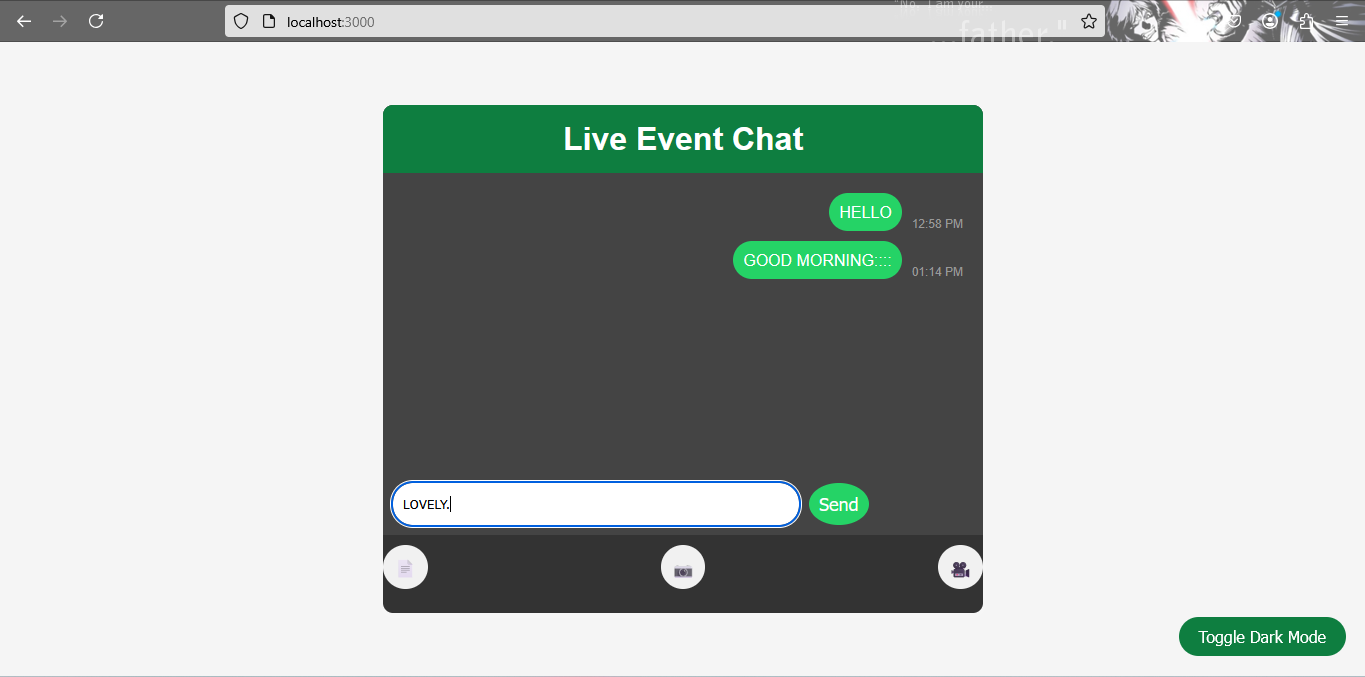 localhost:3000
"No, I am your...
father."
Live Event Chat
HELLO
12:58 PM
GOOD MORNING::::
01:14 PM
LOVELY.
Send
Toggle Dark Mode